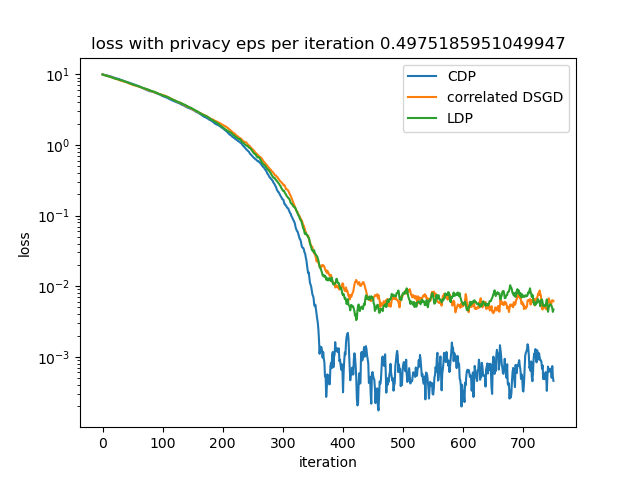 loss with privacy eps per iteration 0.4975185951049947
CDP
correlated DSGD
LDP
loss
10^1
10^0
10^-1
10^-2
10^-3
0 100 200 300 400 500 600 700
iteration